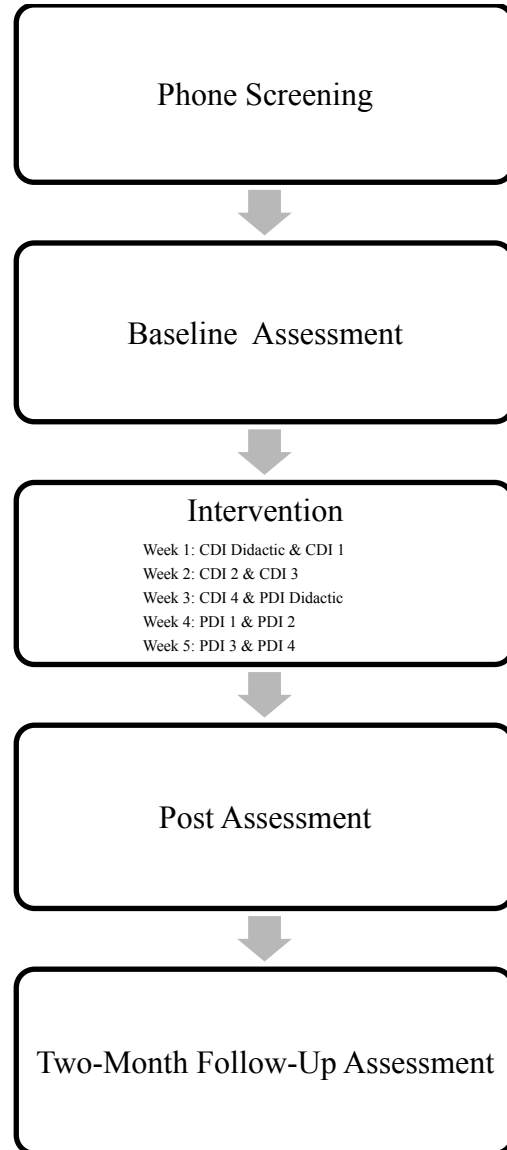 Phone Screening
Baseline Assessment
Intervention
Week 1: CDI Didactic & CDI 1
Week 2: CDI 2 & CDI 3
Week 3: CDI 4 & PDI Didactic
Week 4: PDI 1 & PDI 2
Week 5: PDI 3 & PDI 4
Post Assessment
Two-Month Follow-Up Assessment